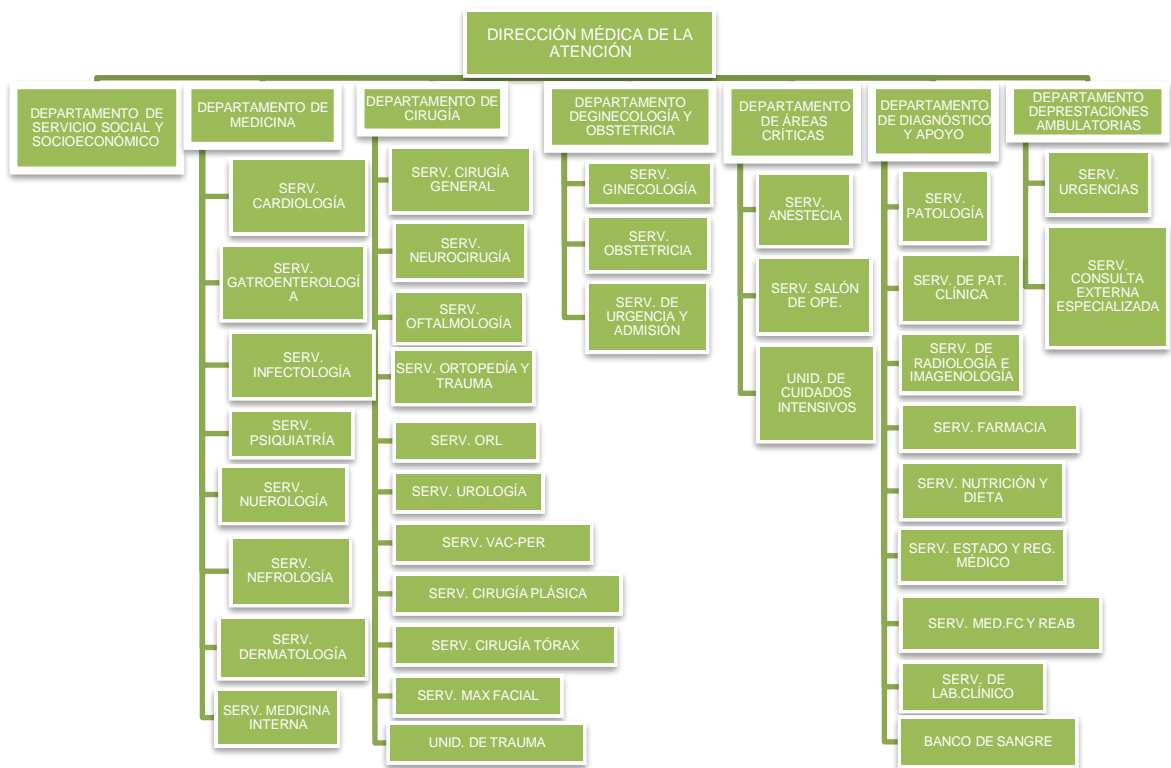 DIRECCIÓN MÉDICA DE LA
ATENCIÓN
DEPARTAMENTO DE
SERVICIO SOCIAL Y
SOCIOECONÓMICO
DEPARTAMENTO DE
MEDICINA
SERV.
CARDIOLOGÍA
SERV.
GATROENTEROLOGÍ
A
SERV.
INFECTOLOGÍA
SERV.
PSIQUIATRÍA
SERV.
NUEROLOGÍA
SERV.
NEFROLOGÍA
SERV.
DERMATOLOGÍA
SERV. MEDICINA
INTERNA
DEPARTAMENTO DE
CIRUGÍA
SERV. CIRUGÍA
GENERAL
SERV.
NEUROCIRUGÍA
SERV.
OFTALMOLOGÍA
SERV. ORTOPEDÍA Y
TRAUMA
SERV. ORL
SERV. UROLOGÍA
SERV. VAC-PER
SERV. CIRUGÍA PLÁSICA
SERV. CIRUGÍA TÓRAX
SERV. MAX FACIAL
UNID. DE TRAUMA
DEPARTAMENTO
DEGINECOLOGÍA Y
OBSTETRICIA
SERV.
GINECOLOGÍA
SERV.
OBSTETRICIA
SERV. DE
URGENCIA Y
ADMISIÓN
DEPARTAMENTO
DE ÁREAS
CRÍTICAS
SERV.
ANESTECIA
SERV. SALÓN
DE OPE.
UNID. DE
CUIDADOS
INTENSIVOS
DEPARTAMENTO
DE DIAGNÓSTICO
Y APOYO
SERV.
PATOLOGÍA
SERV. DE PAT.
CLÍNICA
SERV. DE
RADIOLOGÍA E
IMAGENOLOGÍA
SERV. FARMACIA
SERV. NUTRICIÓN Y
DIETA
SERV. ESTADO Y REG.
MÉDICO
SERV. MED.FC Y REAB
SERV. DE
LAB.CLÍNICO
BANCO DE SANGRE
DEPARTAMENTO
DEPRESTACIONES
AMBULATORIAS
SERV.
URGENCIAS
SERV.
CONSULTA
EXTERNA
ESPECIALIZADA